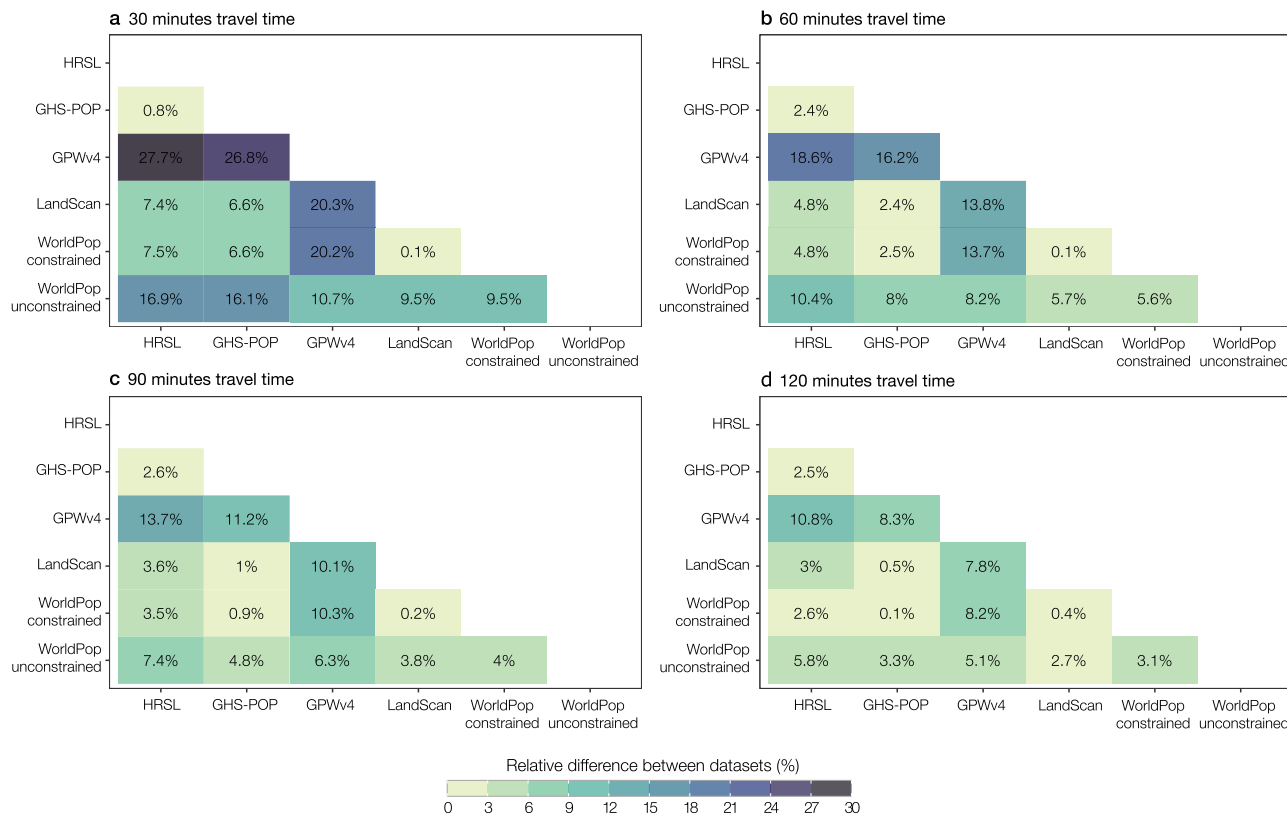 a 30 minutes travel time
HRSL
GHS-POP
0.8%
GPWv4
27.7% 26.8%
LandScan
7.4% 6.6% 20.3%
WorldPop
constrained
7.5% 6.6% 20.2% 0.1%
WorldPop
unconstrained
16.9% 16.1% 10.7% 9.5% 9.5%
HRSL GHS-POP GPWv4 LandScan WorldPop WorldPop
constrained unconstrained
b 60 minutes travel time
HRSL
GHS-POP
2.4%
GPWv4
18.6% 16.2%
LandScan
4.8% 2.4% 13.8%
WorldPop
constrained
4.8% 2.5% 13.7% 0.1%
WorldPop
unconstrained
10.4% 8% 8.2% 5.7% 5.6%
HRSL GHS-POP GPWv4 LandScan WorldPop WorldPop
constrained unconstrained
c 90 minutes travel time
HRSL
GHS-POP
2.6%
GPWv4
13.7% 11.2%
LandScan
3.6% 1% 10.1%
WorldPop
constrained
3.5% 0.9% 10.3% 0.2%
WorldPop
unconstrained
7.4% 4.8% 6.3% 3.8% 4%
HRSL GHS-POP GPWv4 LandScan WorldPop WorldPop
constrained unconstrained
d 120 minutes travel time
HRSL
GHS-POP
2.5%
GPWv4
10.8% 8.3%
LandScan
3% 0.5% 7.8%
WorldPop
constrained
2.6% 0.1% 8.2% 0.4%
WorldPop
unconstrained
5.8% 3.3% 5.1% 2.7% 3.1%
HRSL GHS-POP GPWv4 LandScan WorldPop WorldPop
constrained unconstrained
Relative difference between datasets (%)
0 3 6 9 12 15 18 21 24 27 30